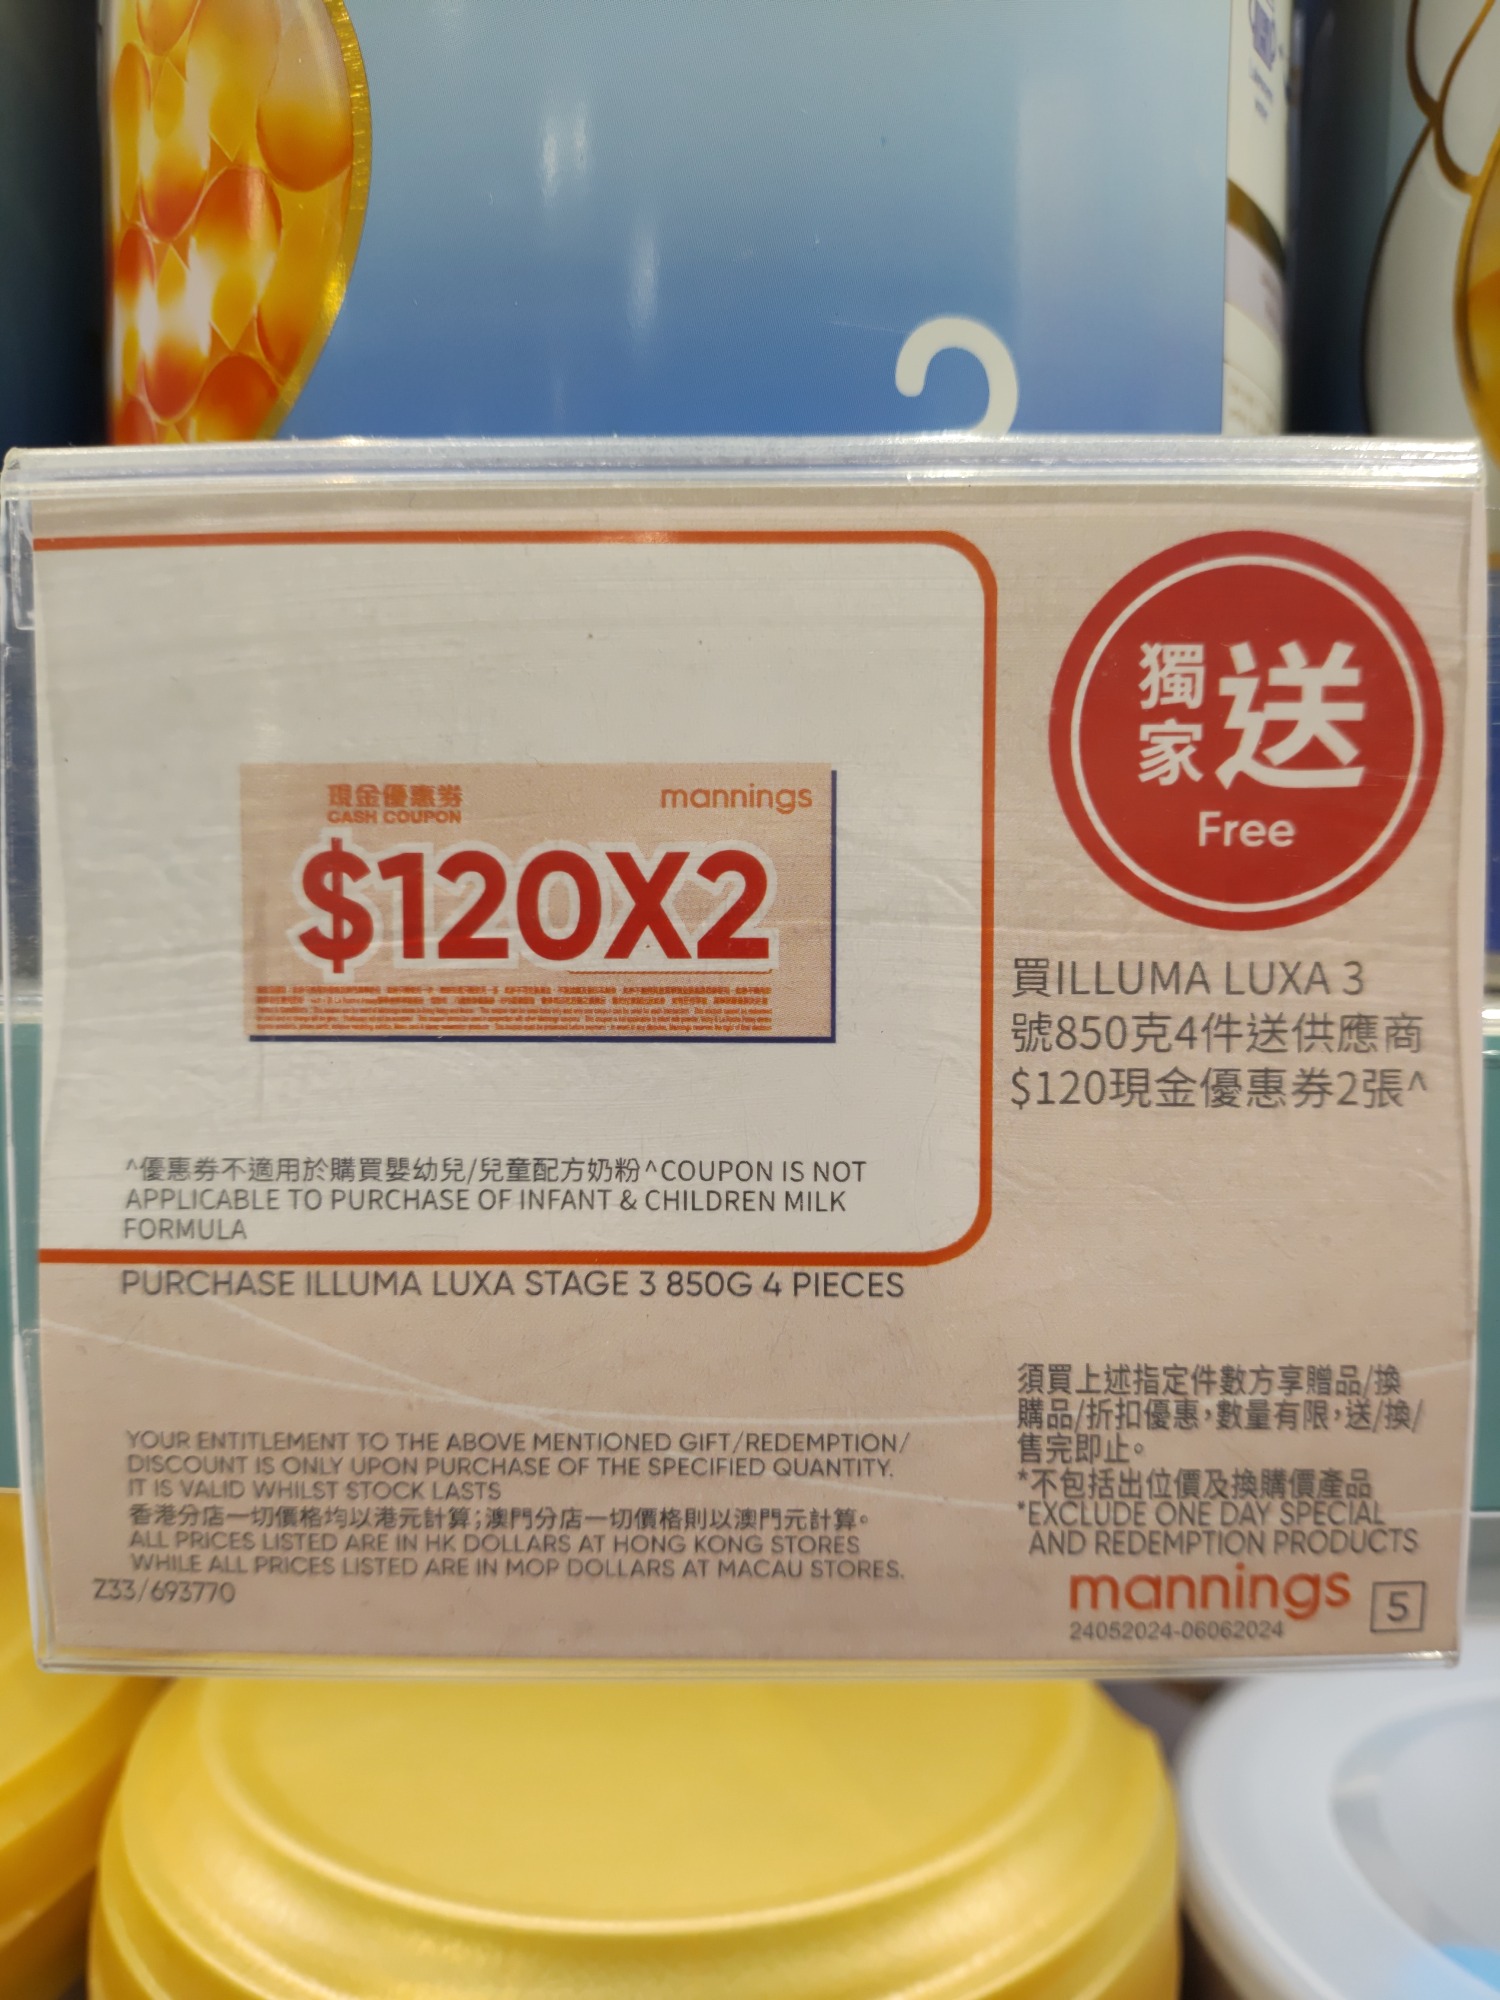 獨家送
Free
現金優惠券
CASH COUPON
mannings
$120X2
買ILLUMA LUXA 3
號850克4件送供應商
$120現金優惠券2張^
^優惠券不適用於購買嬰幼兒/兒童配方奶粉^COUPON IS NOT
APPLICABLE TO PURCHASE OF INFANT & CHILDREN MILK
FORMULA
PURCHASE ILLUMA LUXA STAGE 3 850G 4 PIECES
YOUR ENTITLEMENT TO THE ABOVE MENTIONED GIFT/REDEMPTION/
DISCOUNT IS ONLY UPON PURCHASE OF THE SPECIFIED QUANTITY.
IT IS VALID WHILST STOCK LASTS
香港分店一切價格均以港元計算;澳門分店一切價格則以澳門元計算。
ALL PRICES LISTED ARE IN HK DOLLARS AT HONG KONG STORES
WHILE ALL PRICES LISTED ARE IN MOP DOLLARS AT MACAU STORES.
Z33/693770
須買上述指定件數方享贈品/換
購品/折扣優惠,數量有限,送/換/
售完即止。
*不包括出位價及換購價產品
*EXCLUDE ONE DAY SPECIAL
AND REDEMPTION PRODUCTS
mannings 5
24052024-06062024